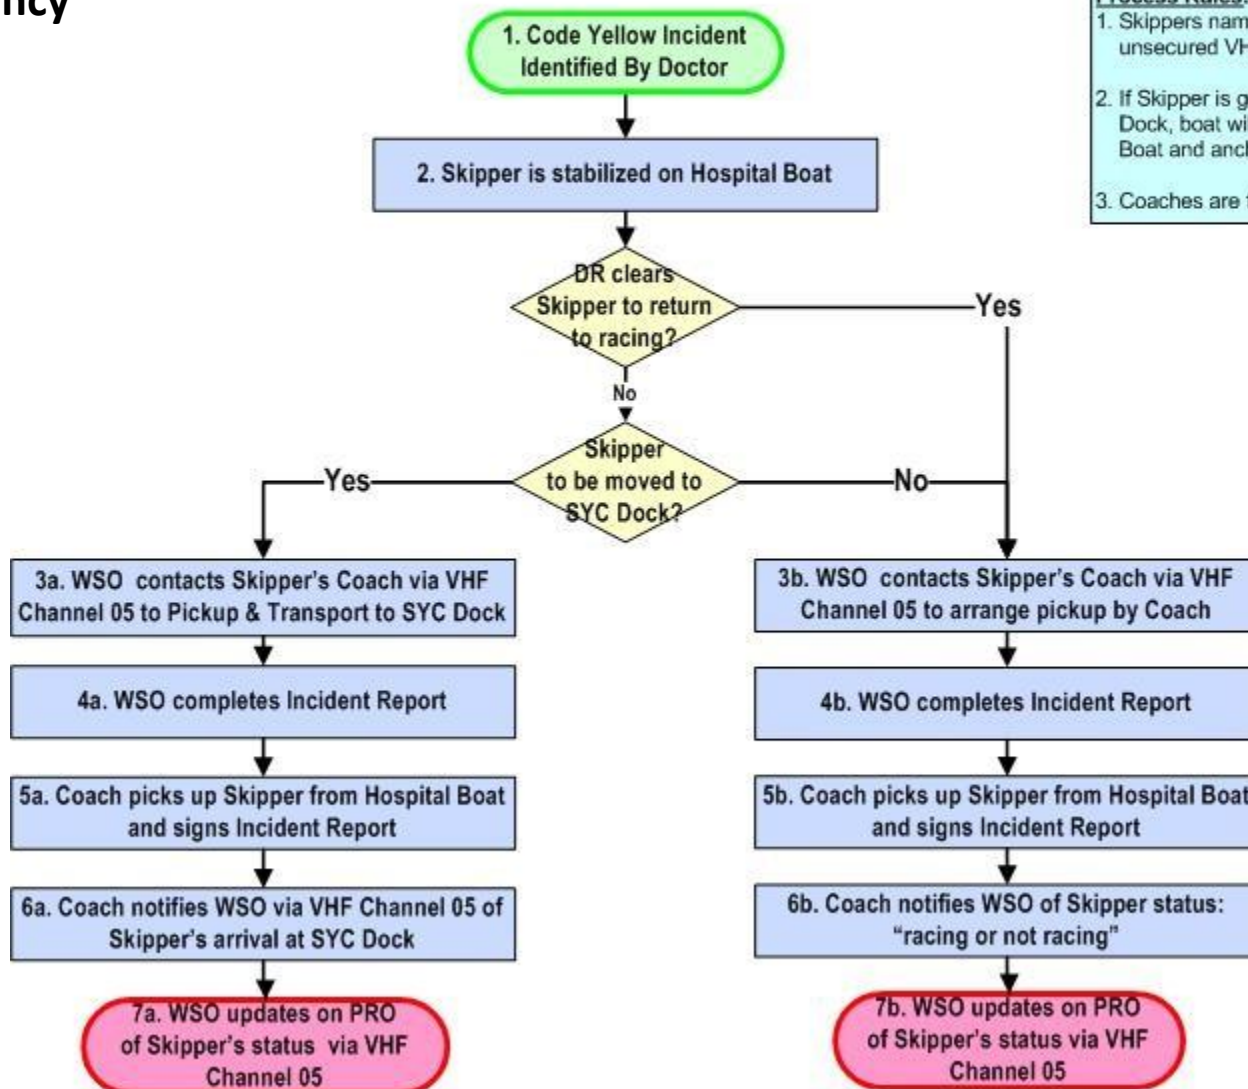 ncy
Process Rules:
1. Skippers nam
unsecured VH
2. If Skipper is g
Dock, boat wi
Boat and ancl
3. Coaches are
1. Code Yellow Incident
Identified By Doctor
2. Skipper is stabilized on Hospital Boat
DR clears
Skipper to return
to racing?
Yes
No
Skipper
to be moved to
SYC Dock?
Yes
No
3a. WSO contacts Skipper's Coach via VHF
Channel 05 to Pickup & Transport to SYC Dock
4a. WSO completes Incident Report
5a. Coach picks up Skipper from Hospital Boat
and signs Incident Report
6a. Coach notifies WSO via VHF Channel 05 of
Skipper's arrival at SYC Dock
7a. WSO updates on PRO
of Skipper's status via VHF
Channel 05
3b. WSO contacts Skipper's Coach via VHF
Channel 05 to arrange pickup by Coach
4b. WSO completes Incident Report
5b. Coach picks up Skipper from Hospital Boat
and signs Incident Report
6b. Coach notifies WSO of Skipper status:
“racing or not racing”
7b. WSO updates on PRO
of Skipper's status via VHF
Channel 05